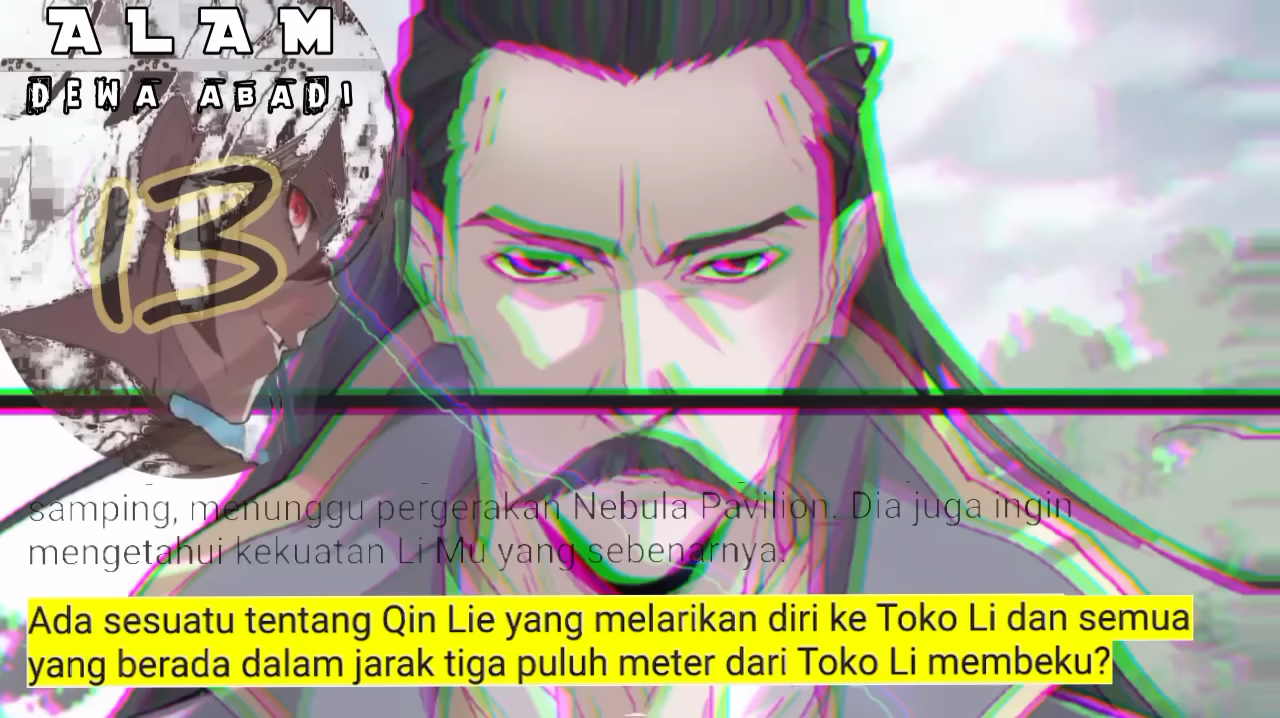 ALAM
DEWA ABADI
13
samping, menunggu pergerakan Nebula Pavilion. Dia juga ingin
mengetahui kekuatan Li Mu yang sebenarnya.
Ada sesuatu tentang Qin Lie yang melarikan diri ke Toko Li dan semua
yang berada dalam jarak tiga puluh meter dari Toko Li membeku?